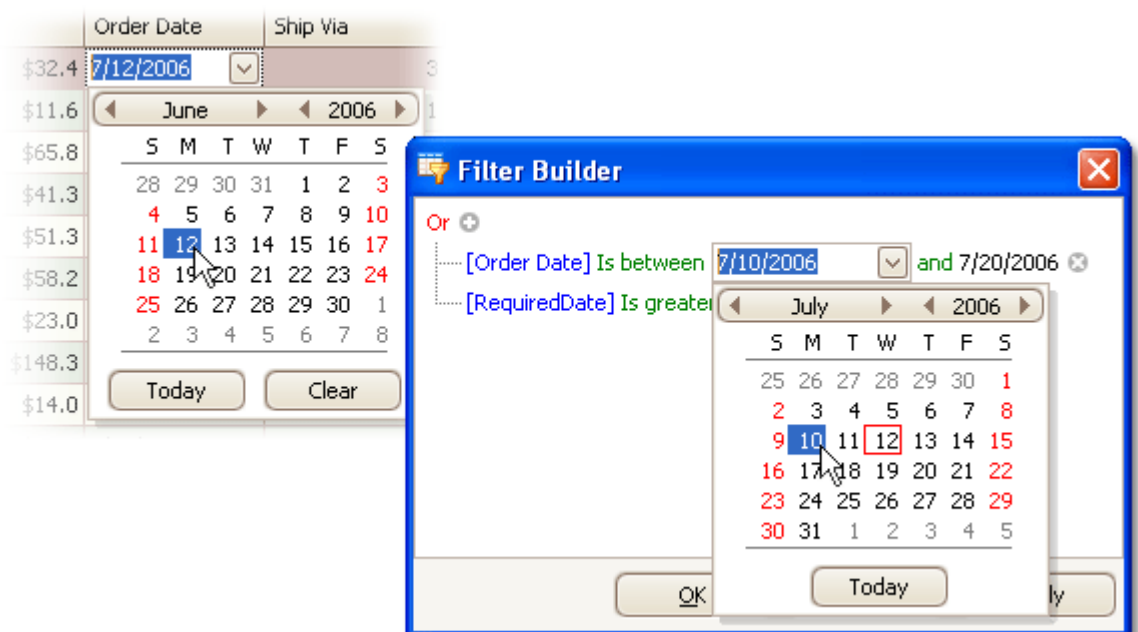 Order Date Ship Via
$32.4 7/12/2006 3
$11.6 June 2006 1
$65.8 S M T W T F S
$41.3 28 29 30 31 1 2 3
4 5 6 7 8 9 10
$51.3 11 12 13 14 15 16 17
$58.2 18 19 20 21 22 23 24
$23.0 25 26 27 28 29 30 1
$148.3 2 3 4 5 6 7 8
$14.0 Today Clear
Filter Builder
Or
[Order Date] Is between 7/10/2006 and 7/20/2006
[RequiredDate] Is greater
July 2006
S M T W T F S
25 26 27 28 29 30 1
2 3 4 5 6 7 8
9 10 11 12 13 14 15
16 17 18 19 20 21 22
23 24 25 26 27 28 29
30 31 1 2 3 4 5
Today
OK ly